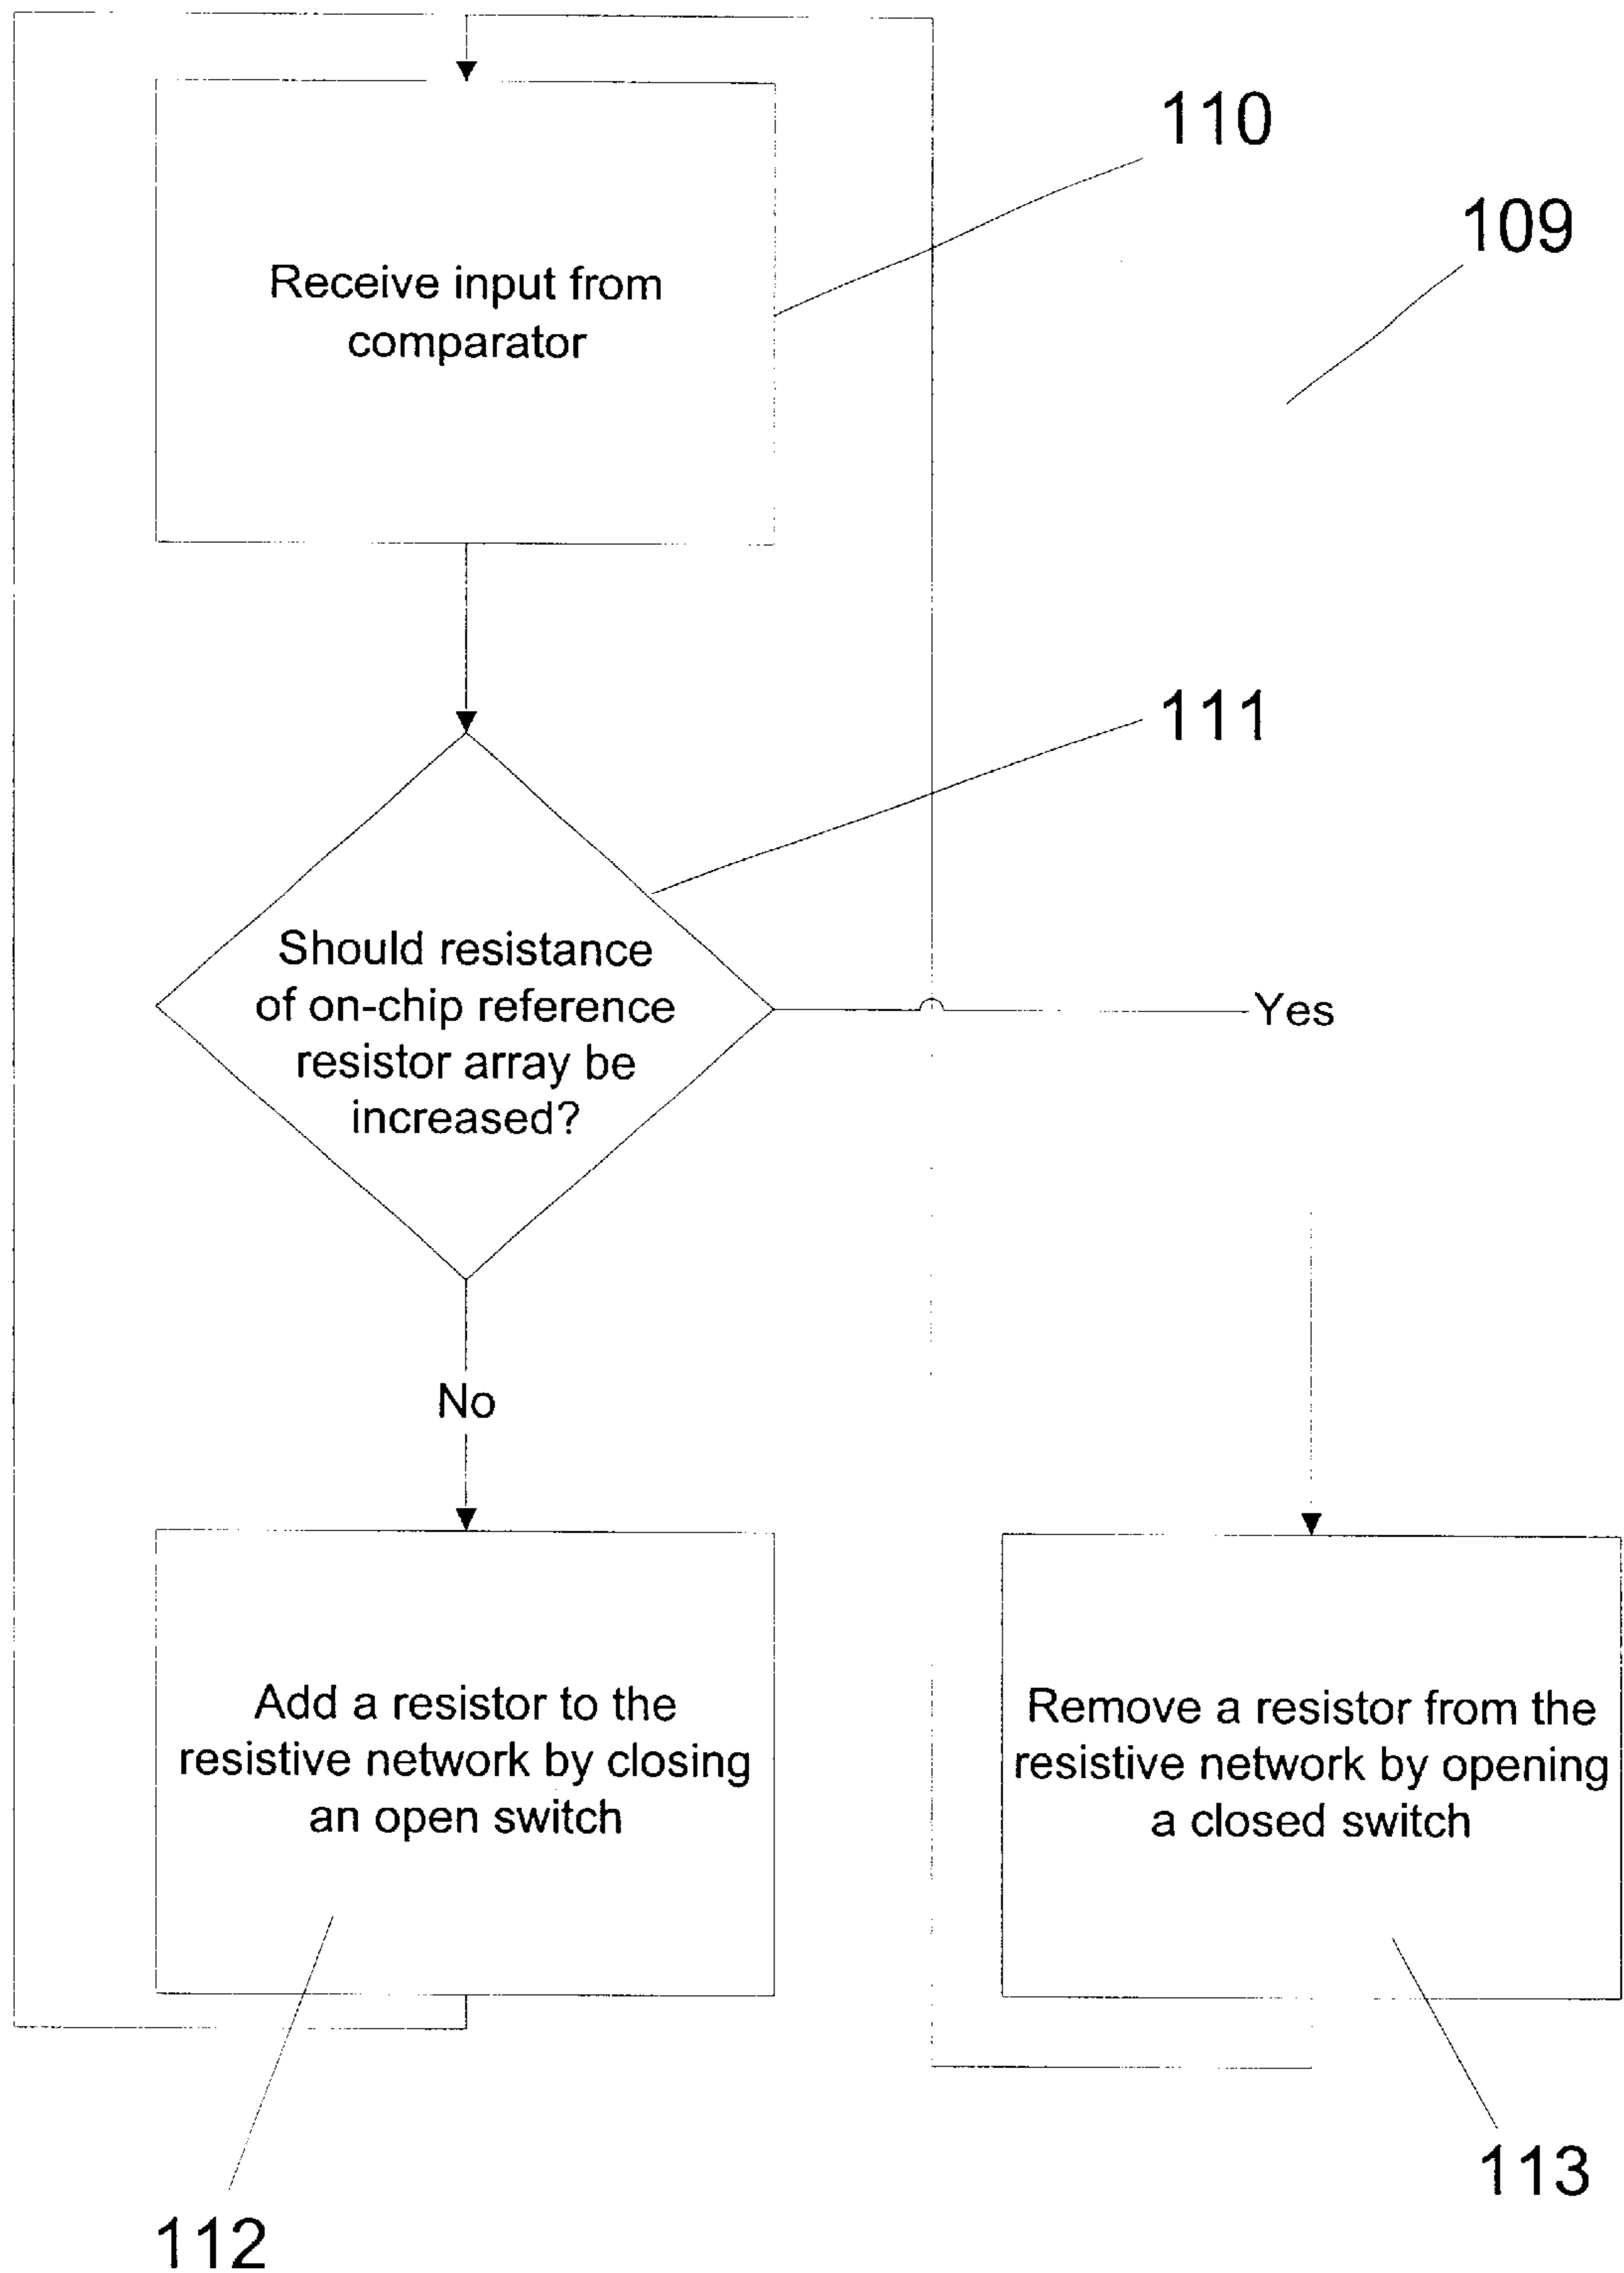 110
109
Receive input from
comparator
111
Should resistance
of on-chip reference
resistor array be
increased?
Yes
No
Add a resistor to the
resistive network by closing
an open switch
Remove a resistor from the
resistive network by opening
a closed switch
113
112